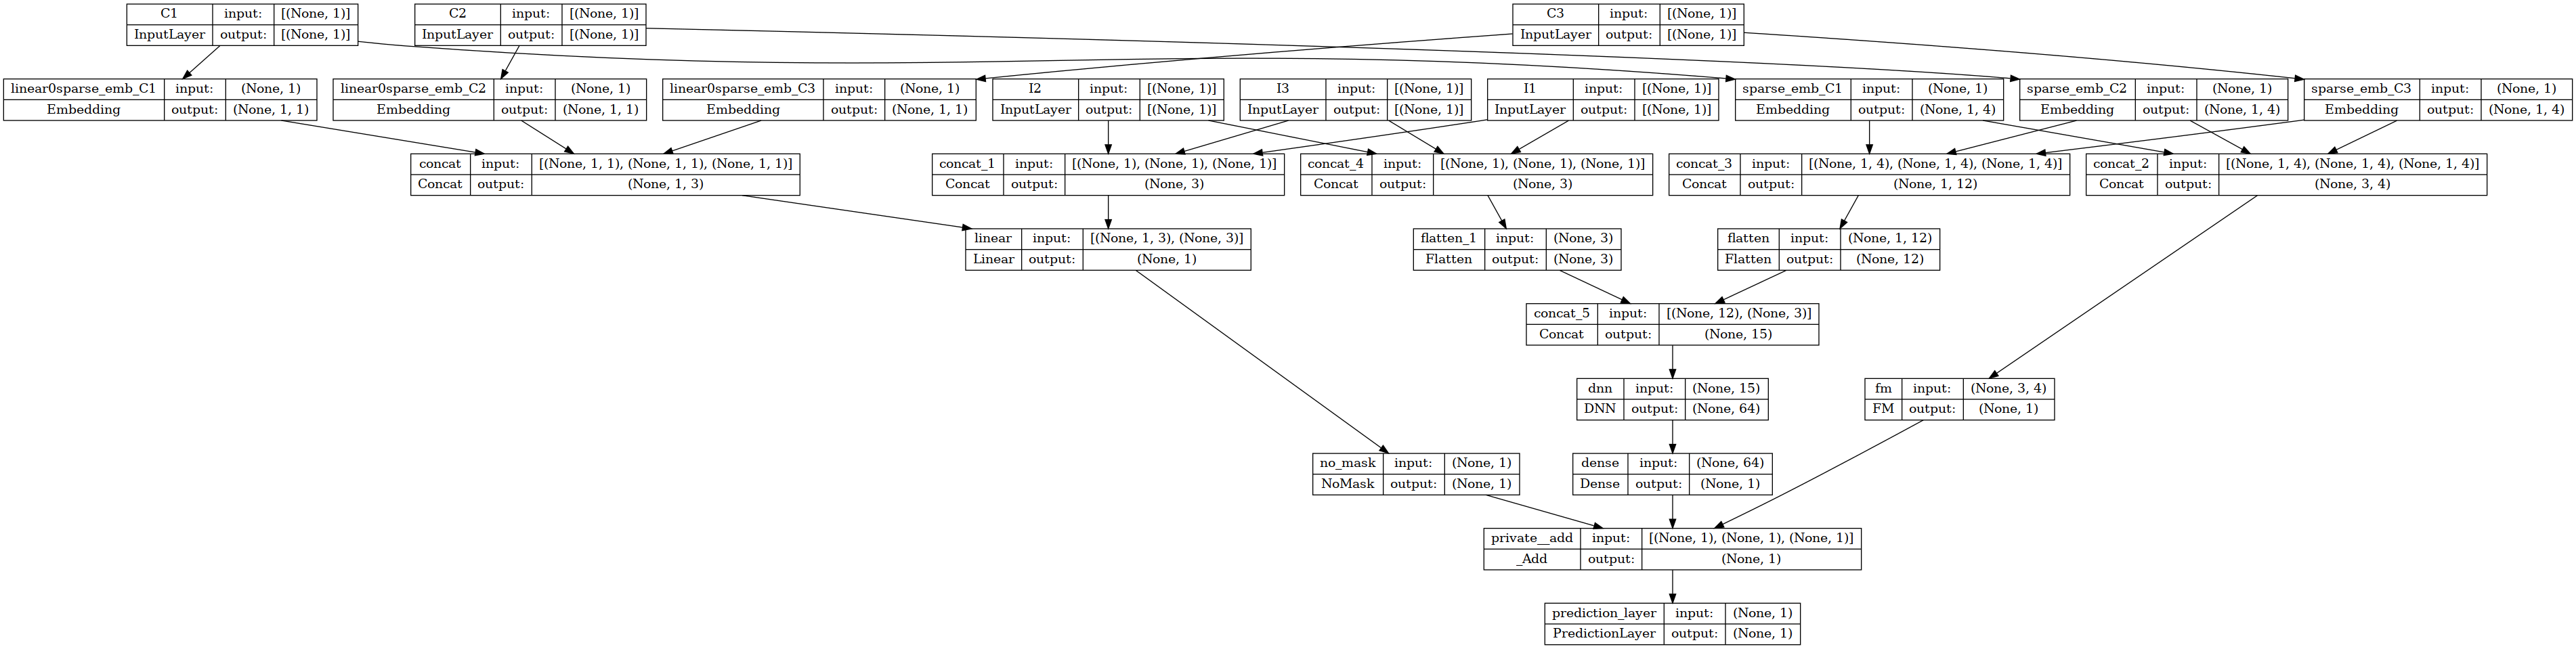 C1 input: [(None, 1)]
InputLayer output: [(None, 1)]
C2 input: [(None, 1)]
InputLayer output: [(None, 1)]
C3 input: [(None, 1)]
InputLayer output: [(None, 1)]
linear0sparse_emb_C1 input: (None, 1)
Embedding output: (None, 1, 1)
linear0sparse_emb_C2 input: (None, 1)
Embedding output: (None, 1, 1)
linear0sparse_emb_C3 input: (None, 1)
Embedding output: (None, 1, 1)
I2 input: [(None, 1)]
InputLayer output: [(None, 1)]
I3 input: [(None, 1)]
InputLayer output: [(None, 1)]
I1 input: [(None, 1)]
InputLayer output: [(None, 1)]
sparse_emb_C1 input: (None, 1)
Embedding output: (None, 1, 4)
sparse_emb_C2 input: (None, 1)
Embedding output: (None, 1, 4)
sparse_emb_C3 input: (None, 1)
Embedding output: (None, 1, 4)
concat input: [(None, 1, 1), (None, 1, 1), (None, 1, 1)]
Concat output: (None, 1, 3)
concat_1 input: [(None, 1), (None, 1), (None, 1)]
Concat output: (None, 3)
concat_4 input: [(None, 1), (None, 1), (None, 1)]
Concat output: (None, 3)
concat_3 input: [(None, 1, 4), (None, 1, 4), (None, 1, 4)]
Concat output: (None, 1, 12)
concat_2 input: [(None, 1, 4), (None, 1, 4), (None, 1, 4)]
Concat output: (None, 3, 4)
linear input: [(None, 1, 3), (None, 3)]
Linear output: (None, 1)
flatten_1 input: (None, 3)
Flatten output: (None, 3)
flatten input: (None, 1, 12)
Flatten output: (None, 12)
concat_5 input: [(None, 12), (None, 3)]
Concat output: (None, 15)
dnn input: (None, 15)
DNN output: (None, 64)
fm input: (None, 3, 4)
FM output: (None, 1)
no_mask input: (None, 1)
NoMask output: (None, 1)
dense input: (None, 64)
Dense output: (None, 1)
private__add input: [(None, 1), (None, 1), (None, 1)]
_Add output: (None, 1)
prediction_layer input: (None, 1)
PredictionLayer output: (None, 1)